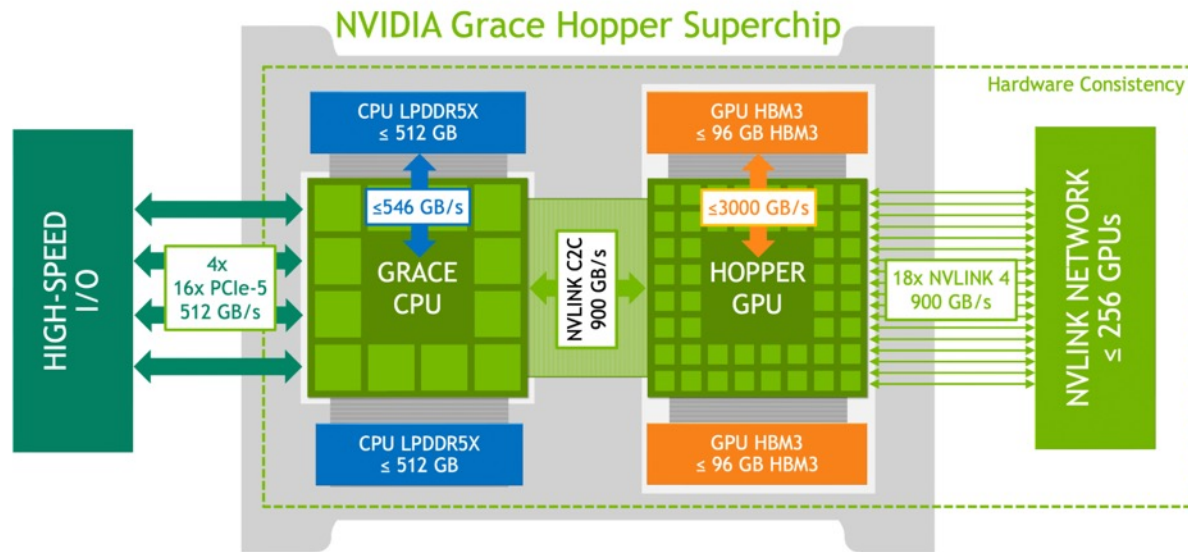 NVIDIA Grace Hopper Superchip
Hardware Consistency
CPU LPDDR5X
≤ 512 GB
GPU HBM3
≤ 96 GB HBM3
HIGH-SPEED
I/O
4x
16x PCIe-5
512 GB/s
≤546 GB/s
GRACE
CPU
NVLINK C2C
900 GB/s
≤3000 GB/s
HOPPER
GPU
18x NVLINK 4
900 GB/s
NVLINK NETWORK
≤ 256 GPUs
CPU LPDDR5X
≤ 512 GB
GPU HBM3
≤ 96 GB HBM3